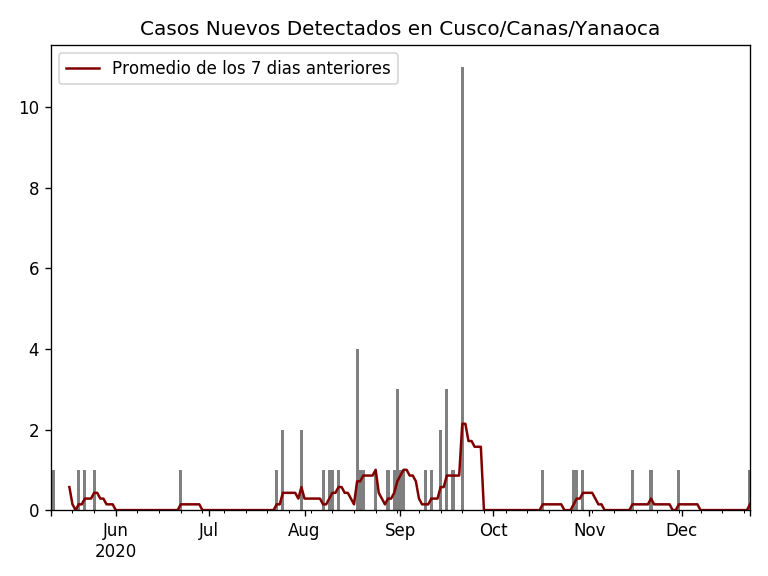 Casos Nuevos Detectados en Cusco/Canas/Yanaoca
Promedio de los 7 dias anteriores
10
8
6
4
2
0
Jun Jul Aug Sep Oct Nov Dec
2020